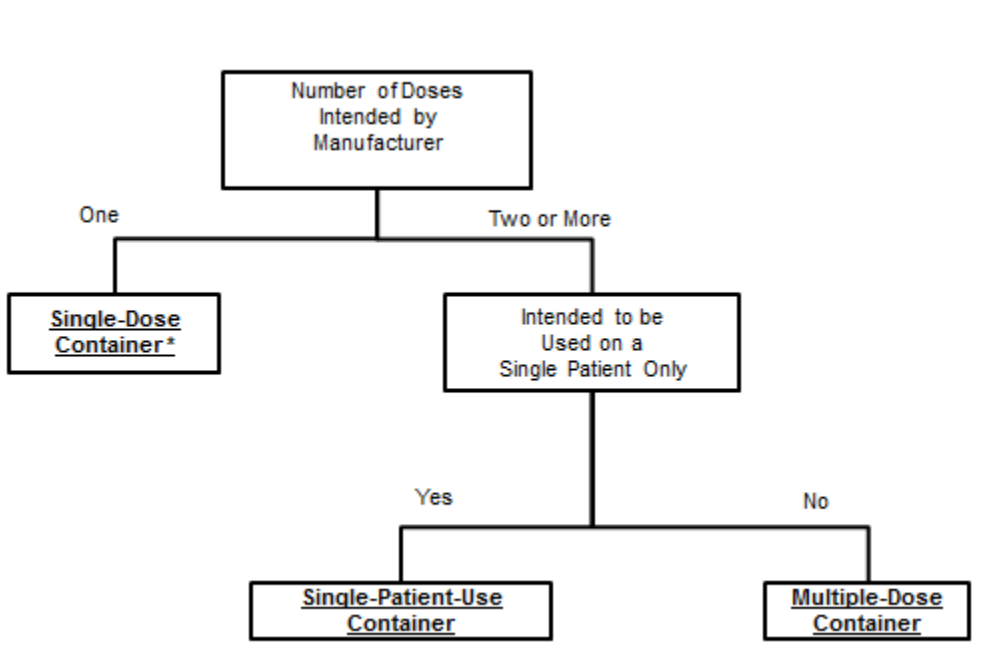 Number of Doses
Intended by
Manufacturer
One
Two or More
Single-Dose
Container*
Intended to be
Used on a
Single Patient Only
Yes
No
Single-Patient-Use
Container
Multiple-Dose
Container